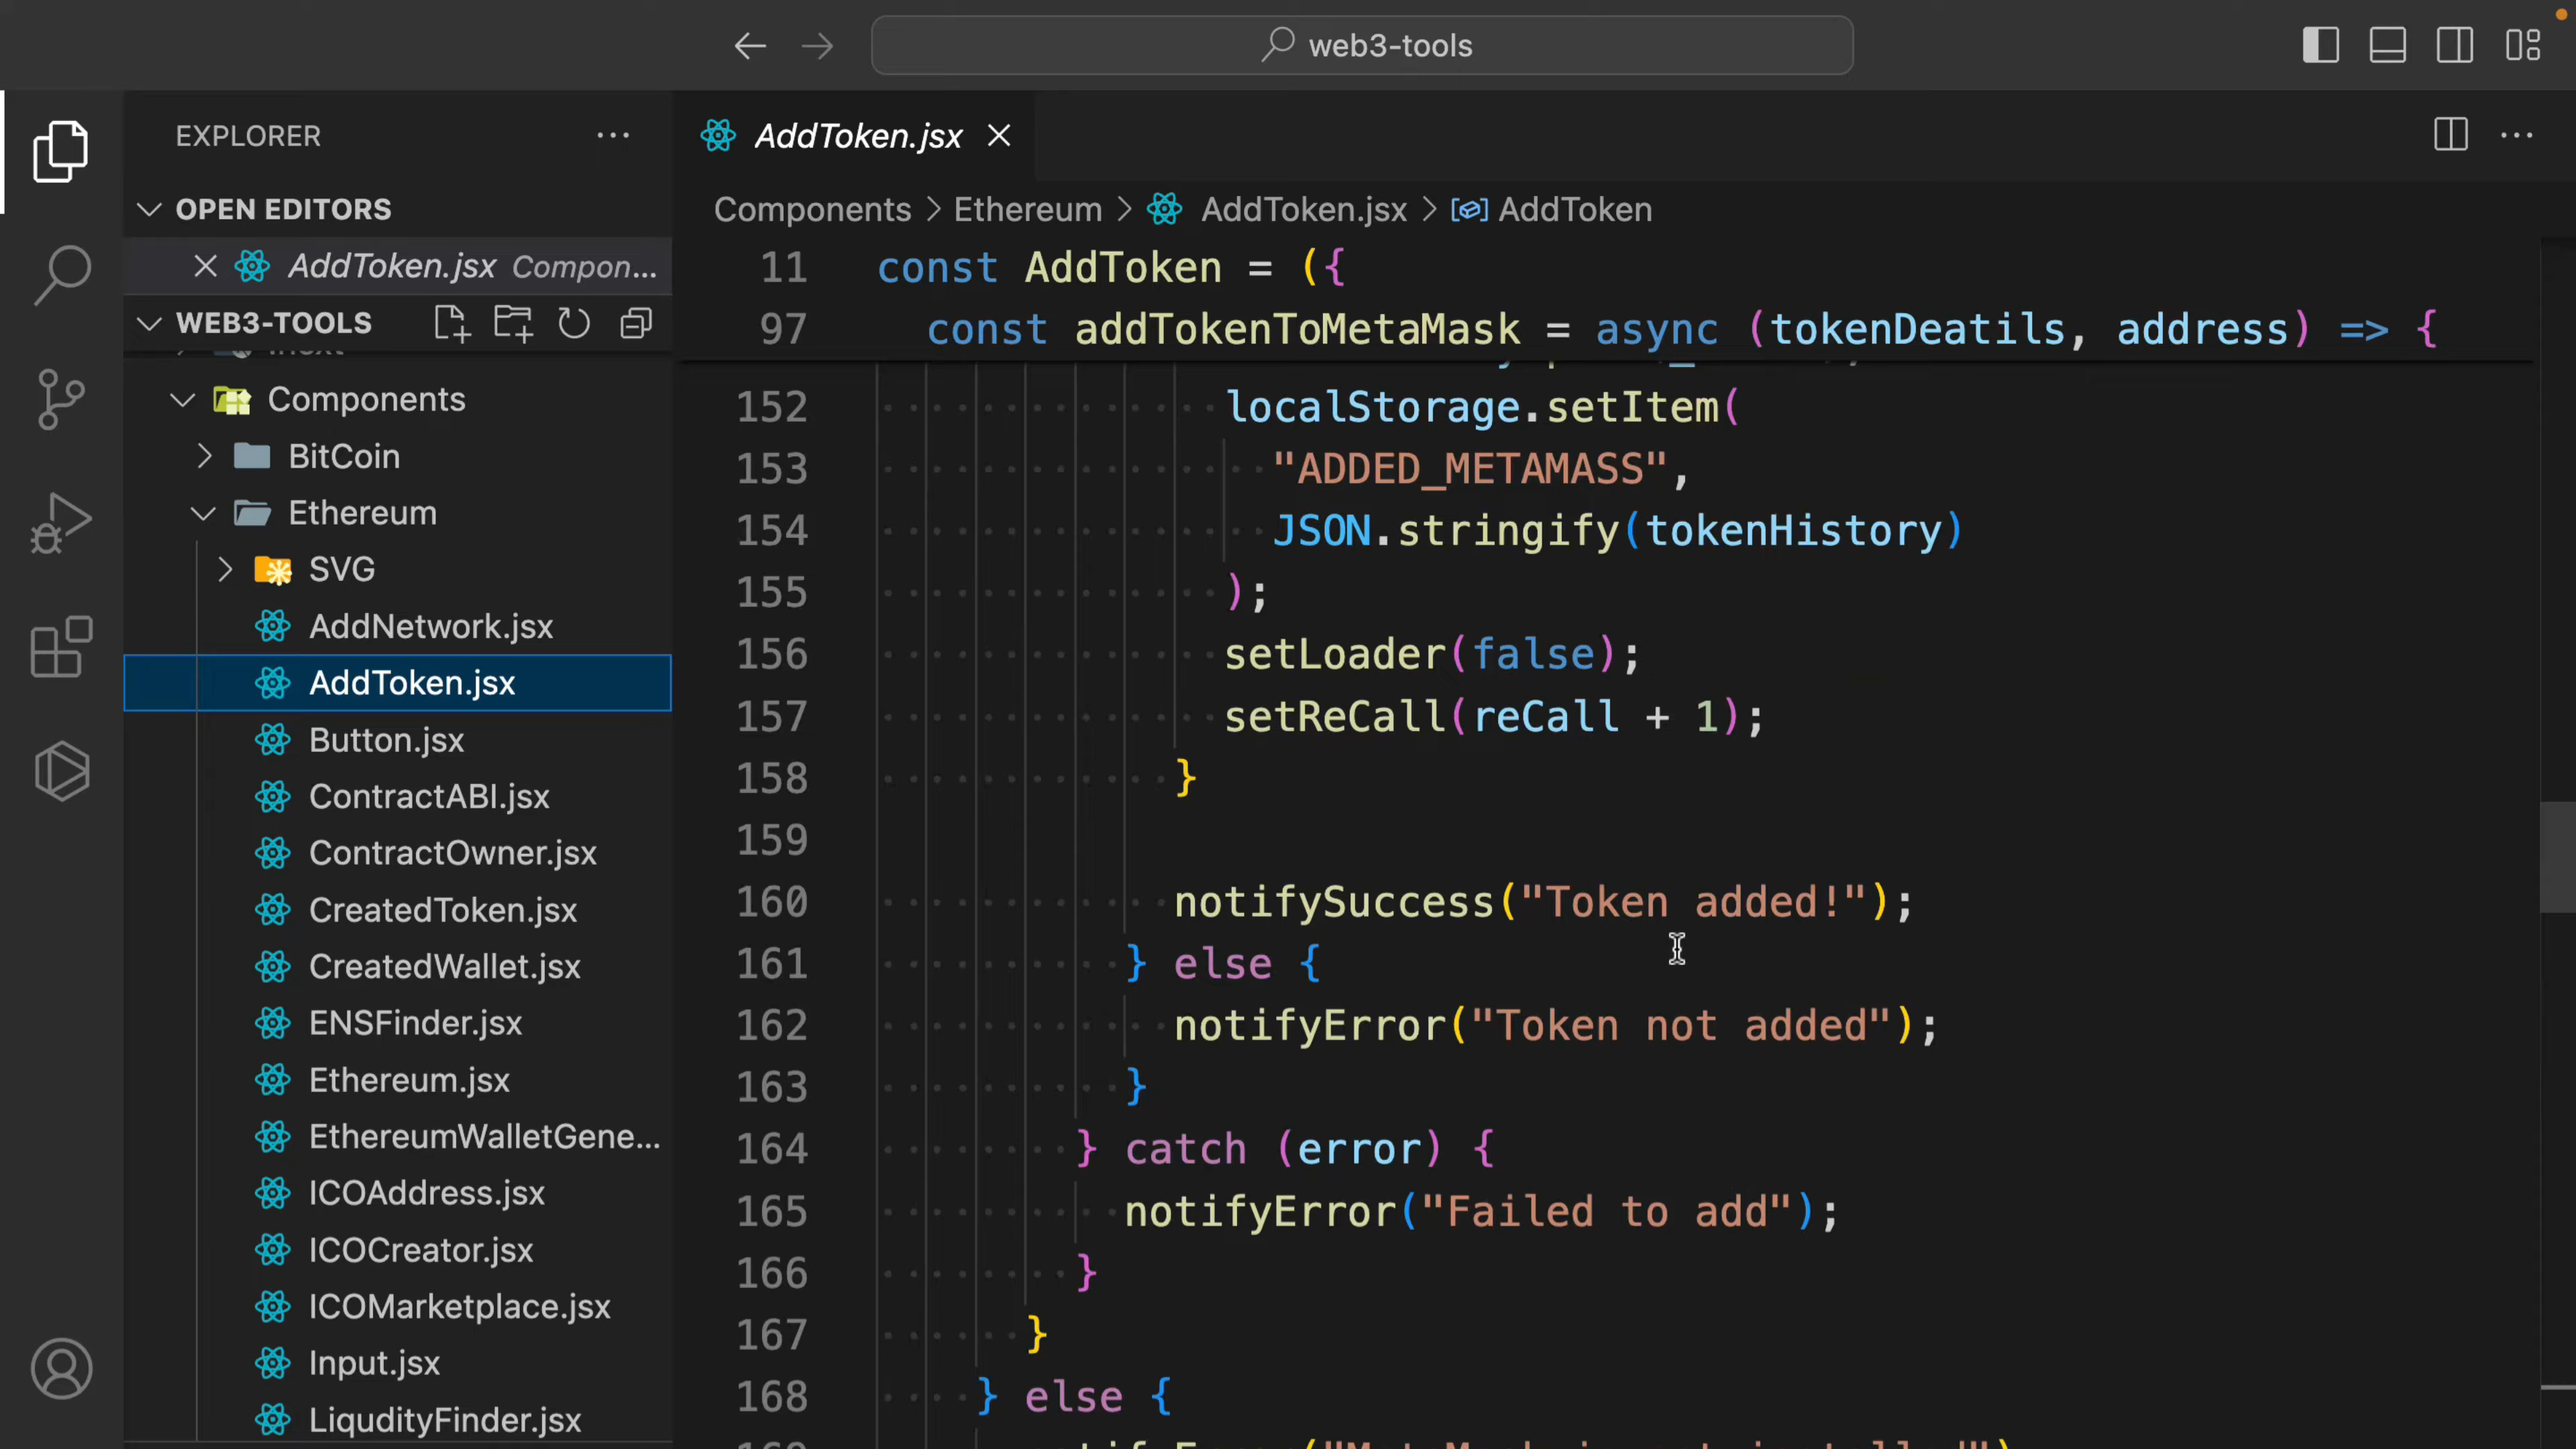 web3-tools
EXPLORER
AddToken.jsx
OPEN EDITORS
AddToken.jsx Compon...
WEB3-TOOLS
Components
BitCoin
Ethereum
SVG
AddNetwork.jsx
AddToken.jsx
Button.jsx
ContractABI.jsx
ContractOwner.jsx
CreatedToken.jsx
CreatedWallet.jsx
ENSFinder.jsx
Ethereum.jsx
EthereumWalletGene...
ICOAddress.jsx
ICOCreator.jsx
ICOMarketplace.jsx
Input.jsx
LiqudityFinder.jsx
Components > Ethereum > AddToken.jsx > AddToken
11 const AddToken = ({
97 const addTokenToMetaMask = async (tokenDeatils, address) => {
152 localStorage.setItem(
153 "ADDED_METAMASS",
154 JSON.stringify(tokenHistory)
155 );
156 setLoader(false);
157 setReCall(reCall + 1);
158 }
159
160 notifySuccess("Token added!");
161 } else {
162 notifyError("Token not added");
163 }
164 } catch (error) {
165 notifyError("Failed to add");
166 }
167 }
168 } else {